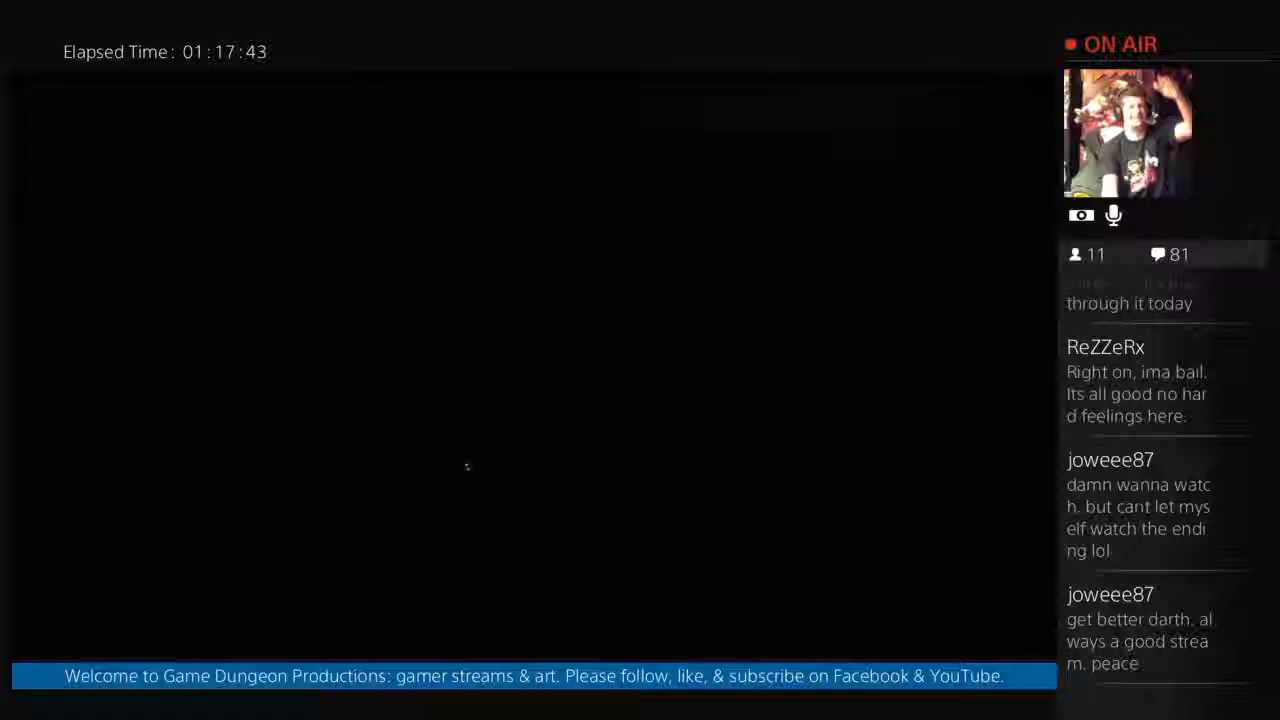 Elapsed Time: 01:17:43
ON AIR
11 81
through it today
ReZZeRx
Right on, ima bail.
Its all good no har
d feelings here.
joweee87
damn wanna watc
h. but cant let mys
elf watch the endi
ng lol
joweee87
get better darth. al
ways a good strea
m. peace
Welcome to Game Dungeon Productions: gamer streams & art. Please follow, like, & subscribe on Facebook & YouTube.